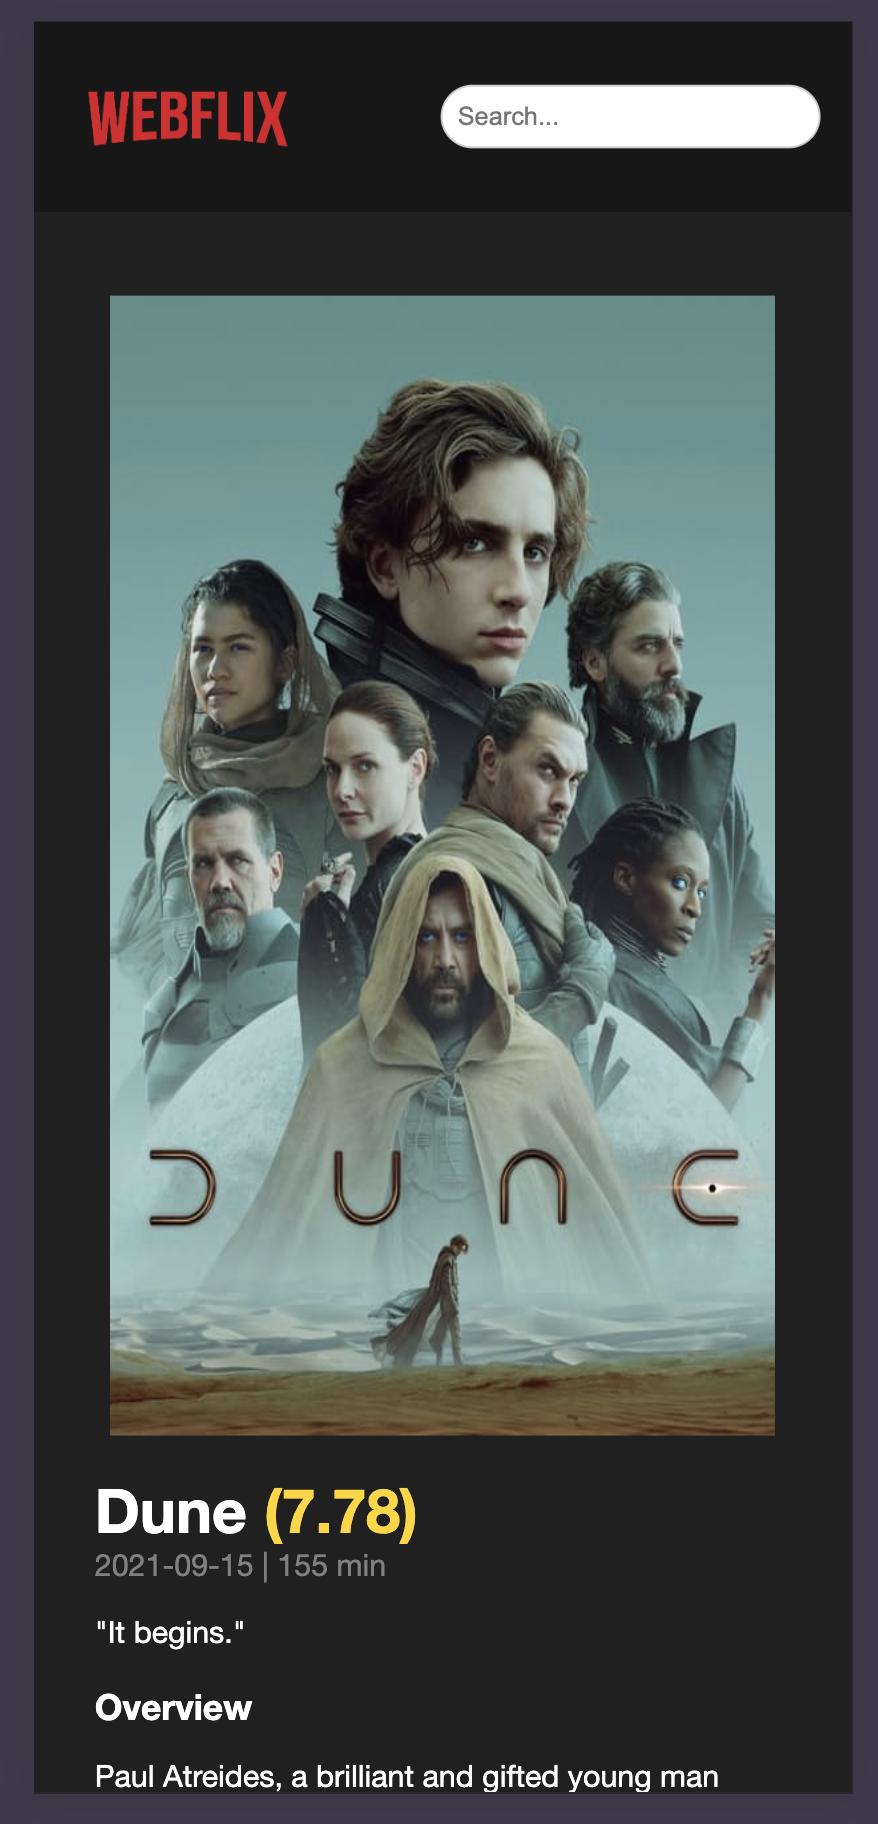 WEBFLIX
Search...
DUNE
Dune (7.78)
2021-09-15 | 155 min
"It begins."
Overview
Paul Atreides, a brilliant and gifted young man